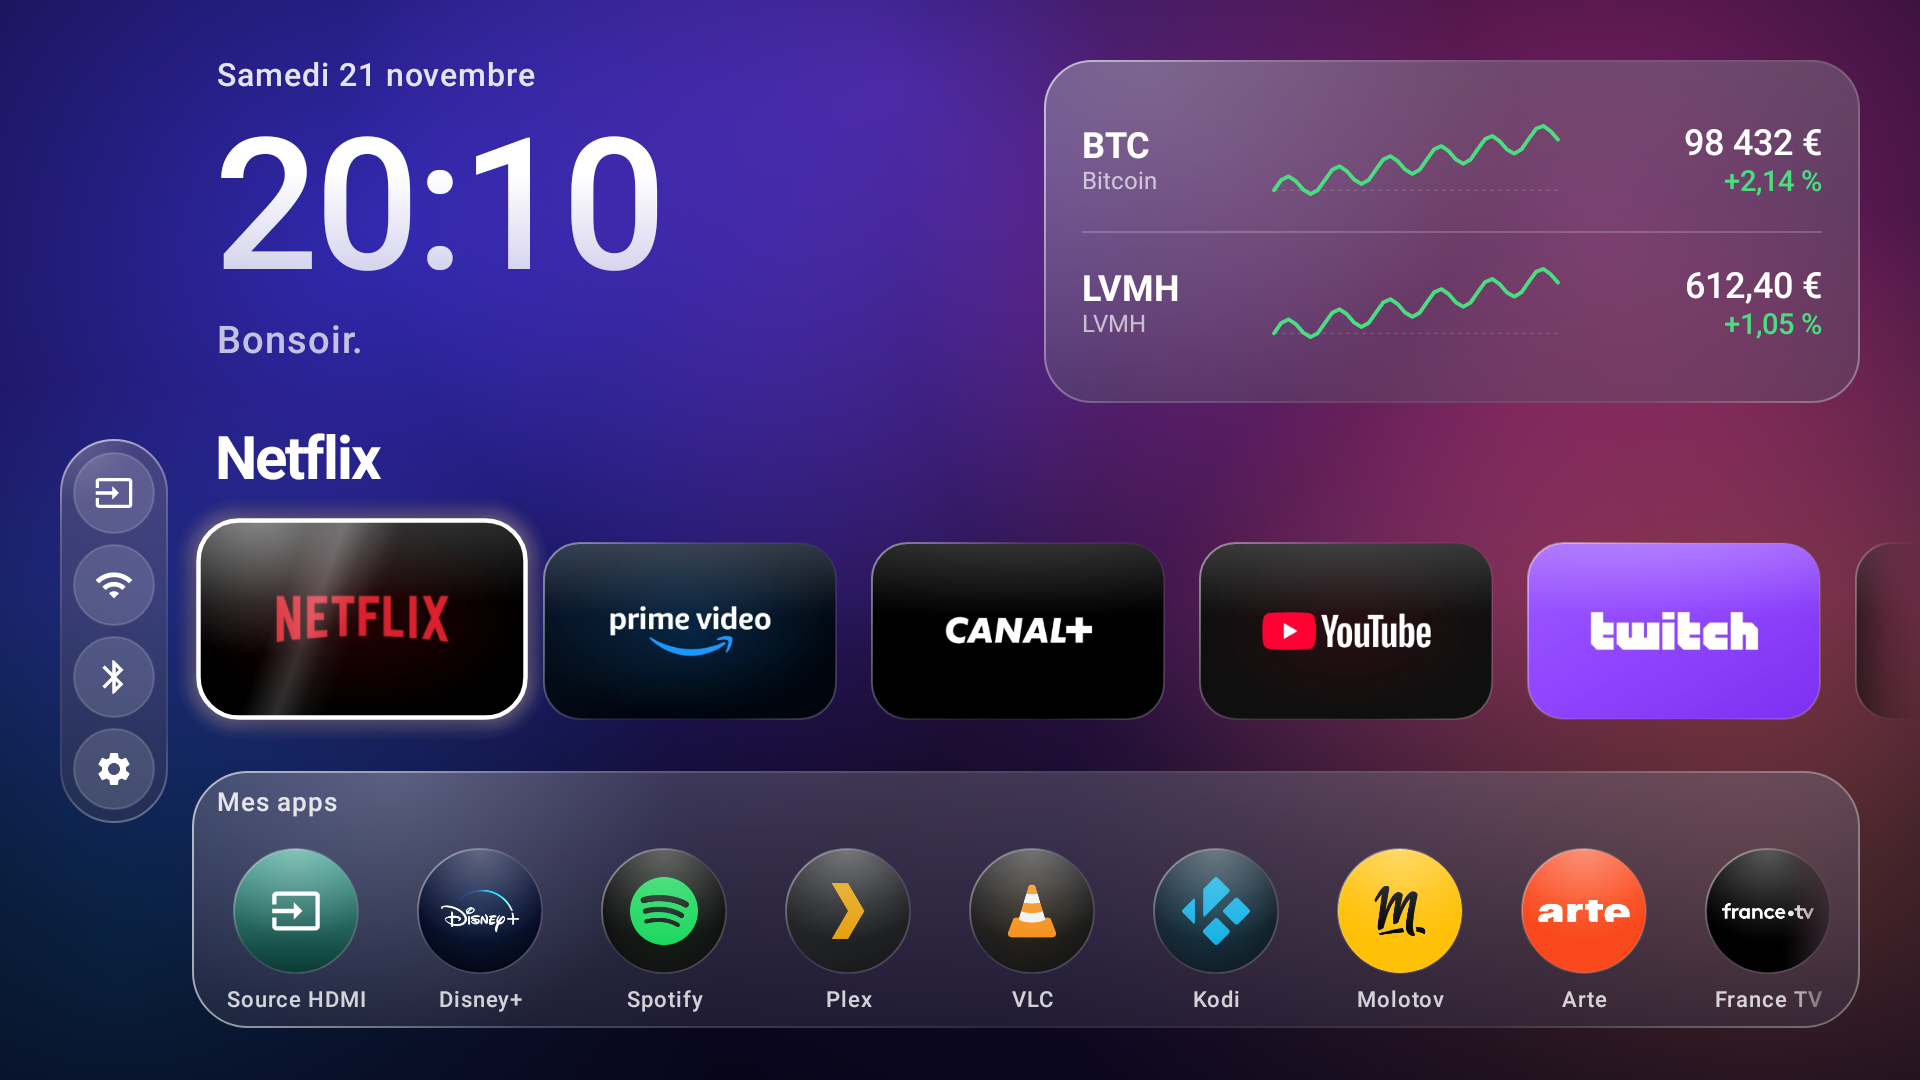 Samedi 21 novembre
20:10
Bonsoir.
BTC
Bitcoin
98 432 €
+2,14 %
LVMH
LVMH
612,40 €
+1,05 %
Netflix
NETFLIX
prime video
CANAL+
YouTube
twitch
Mes apps
Disney+
M.
arte
france•tv
Source HDMI
Disney+
Spotify
Plex
VLC
Kodi
Molotov
Arte
France TV